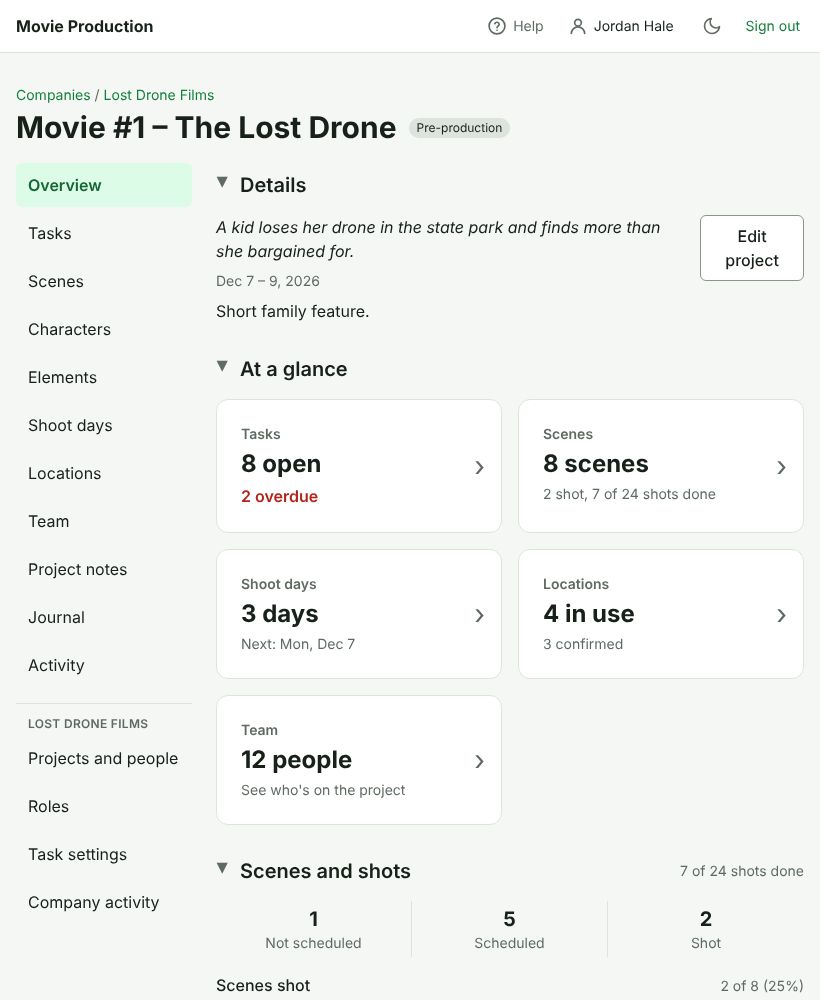 Movie Production
Help
Jordan Hale
Sign out
Companies / Lost Drone Films
Movie #1 – The Lost Drone
Pre-production
Overview
Tasks
Scenes
Characters
Elements
Shoot days
Locations
Team
Project notes
Journal
Activity
LOST DRONE FILMS
Projects and people
Roles
Task settings
Company activity
Details
A kid loses her drone in the state park and finds more than
she bargained for.
Dec 7 – 9, 2026
Short family feature.
Edit
project
At a glance
Tasks
8 open
2 overdue
Scenes
8 scenes
2 shot, 7 of 24 shots done
Shoot days
3 days
Next: Mon, Dec 7
Locations
4 in use
3 confirmed
Team
12 people
See who's on the project
Scenes and shots
7 of 24 shots done
1
Not scheduled
5
Scheduled
2
Shot
Scenes shot
2 of 8 (25%)